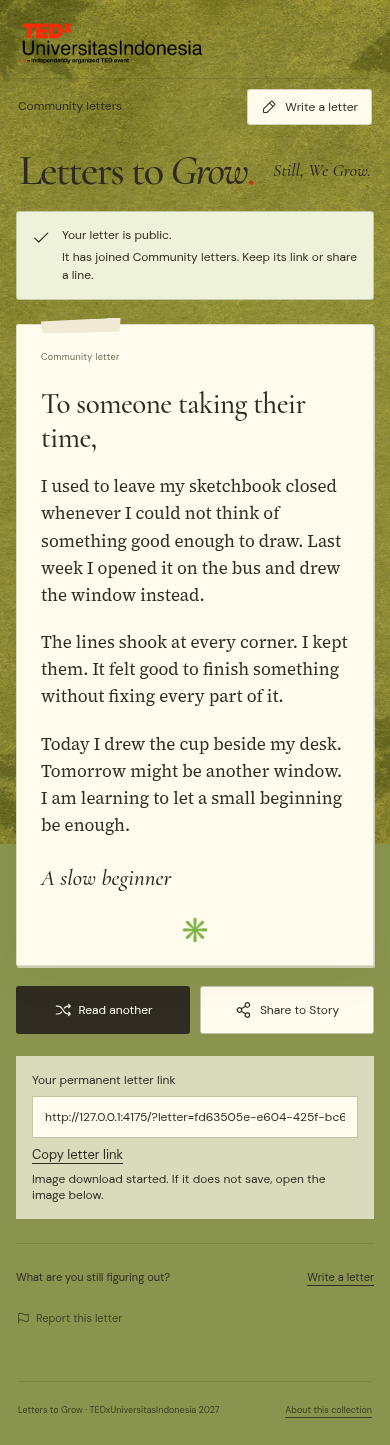 TEDx
UniversitasIndonesia
x = independently organized TED event
Community letters
Write a letter
Letters to Grow.
Still, We Grow.
Your letter is public.
It has joined Community letters. Keep its link or share
a line.
Community letter
To someone taking their
time,
I used to leave my sketchbook closed
whenever I could not think of
something good enough to draw. Last
week I opened it on the bus and drew
the window instead.
The lines shook at every corner. I kept
them. It felt good to finish something
without fixing every part of it.
Today I drew the cup beside my desk.
Tomorrow might be another window.
I am learning to let a small beginning
be enough.
A slow beginner
Read another
Share to Story
Your permanent letter link
http://127.0.0.1:4175/?letter=fd63505e-e604-425f-bc6
Copy letter link
Image download started. If it does not save, open the
image below.
What are you still figuring out?
Write a letter
Report this letter
Letters to Grow · TEDxUniversitasIndonesia 2027
About this collection